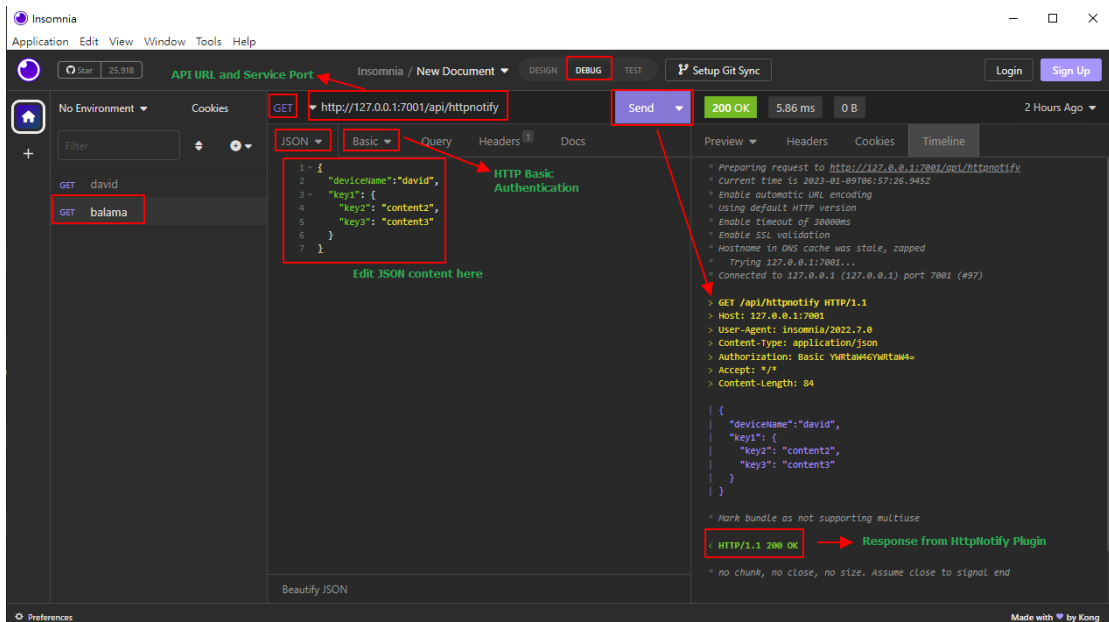 Insomnia
Application Edit View Window Tools Help
Star 25,918
API URL and Service Port
Insomnia / New Document
DESIGN DEBUG TEST
Setup Git Sync
Login Sign Up
No Environment Cookies
Filter
GET david
GET balama
GET http://127.0.0.1:7001/api/httpnotify Send
JSON Basic Query Headers 1 Docs
HTTP Basic
Authentication
1 {
2 "deviceName":"david",
3 "key1": {
4 "key2": "content2",
5 "key3": "content3"
6 }
7 }
Edit JSON content here
Beautify JSON
200 OK 5.86 ms 0 B 2 Hours Ago
Preview Headers Cookies Timeline
* Preparing request to http://127.0.0.1:7001/api/httpnotify
* Current time is 2023-01-09T06:57:26.945Z
* Enable automatic URL encoding
* Using default HTTP version
* Enable timeout of 30000ms
* Enable SSL validation
* Hostname in DNS cache was stale, zapped
* Trying 127.0.0.1:7001...
* Connected to 127.0.0.1 (127.0.0.1) port 7001 (#97)
> GET /api/httpnotify HTTP/1.1
> Host: 127.0.0.1:7001
> User-Agent: insomnia/2022.7.0
> Content-Type: application/json
> Authorization: Basic YWRtaW46YWRtaW4=
> Accept: */*
> Content-Length: 84
| {
| "deviceName":"david",
| "key1": {
| "key2": "content2",
| "key3": "content3"
| }
| }
* Mark bundle as not supporting multiuse
< HTTP/1.1 200 OK
Response from HttpNotify Plugin
* no chunk, no close, no size. Assume close to signal end
Preferences
Made with by Kong